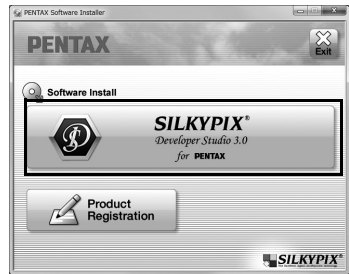 PENTAX Software Installer
PENTAX
Exit
Software Install
SILKYPIX®
Developer Studio 3.0
for PENTAX
Product
Registration
SILKYPIX®